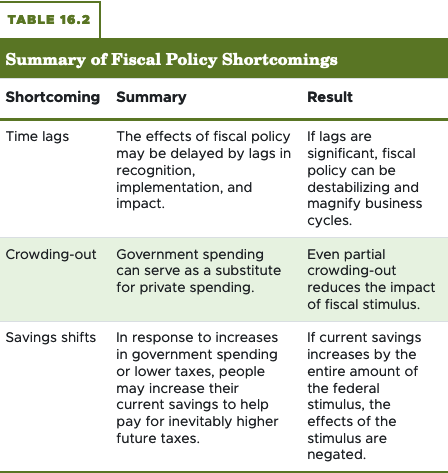 TABLE 16.2
Summary of Fiscal Policy Shortcomings
Shortcoming Summary Result
Time lags The effects of fiscal policy If lags are
may be delayed by lags in significant, fiscal
recognition, policy can be
implementation, and destabilizing and
impact. magnify business
cycles.
Crowding-out Government spending Even partial
can serve as a substitute crowding-out
for private spending. reduces the impact
of fiscal stimulus.
Savings shifts In response to increases If current savings
in government spending increases by the
or lower taxes, people entire amount of
may increase their the federal
current savings to help stimulus, the
pay for inevitably higher effects of the
future taxes. stimulus are
negated.